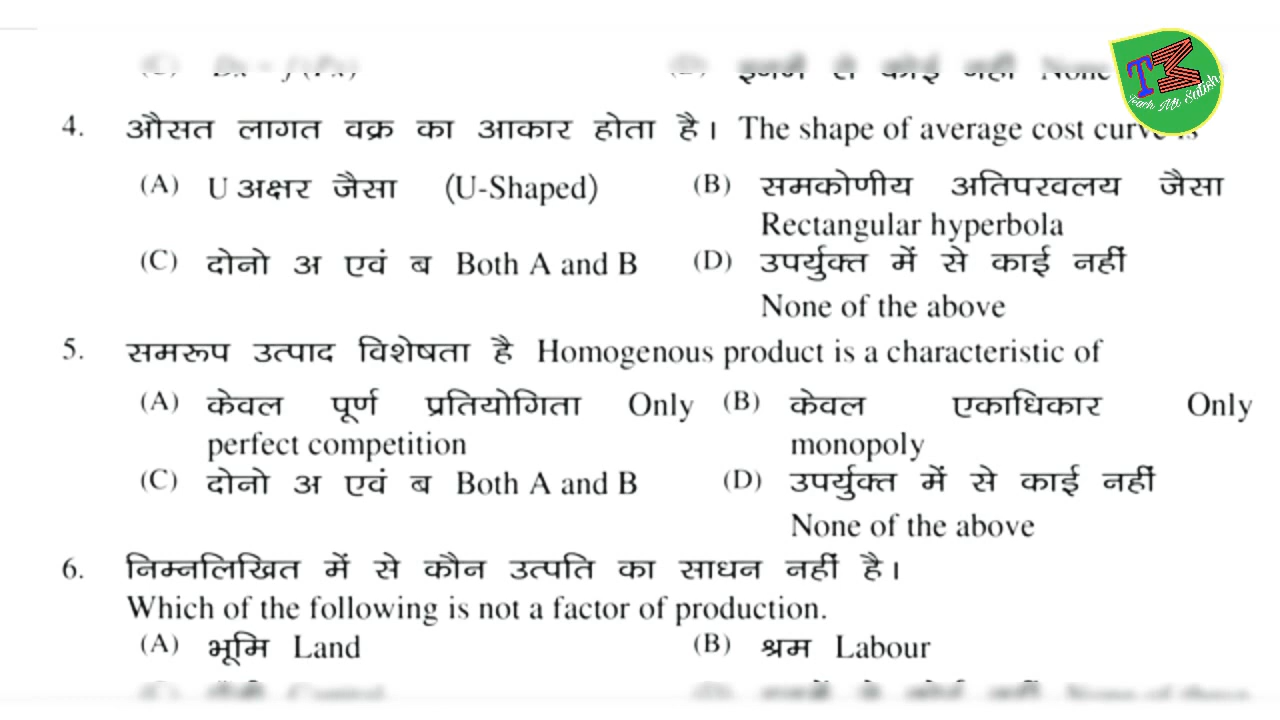 None
4. औसत लागत वक्र का आकार होता है। The shape of average cost curve is
(A) U अक्षर जैसा (U-Shaped) (B) समकोणीय अतिपरवलय जैसा
Rectangular hyperbola
(C) दोनो अ एवं ब Both A and B (D) उपर्युक्त में से काई नहीं
None of the above
5. समरूप उत्पाद विशेषता है Homogenous product is a characteristic of
(A) केवल पूर्ण प्रतियोगिता Only (B) केवल एकाधिकार Only
perfect competition monopoly
(C) दोनो अ एवं ब Both A and B (D) उपर्युक्त में से काई नहीं
None of the above
6. निम्नलिखित में से कौन उत्पति का साधन नहीं है।
Which of the following is not a factor of production.
(A) भूमि Land (B) श्रम Labour